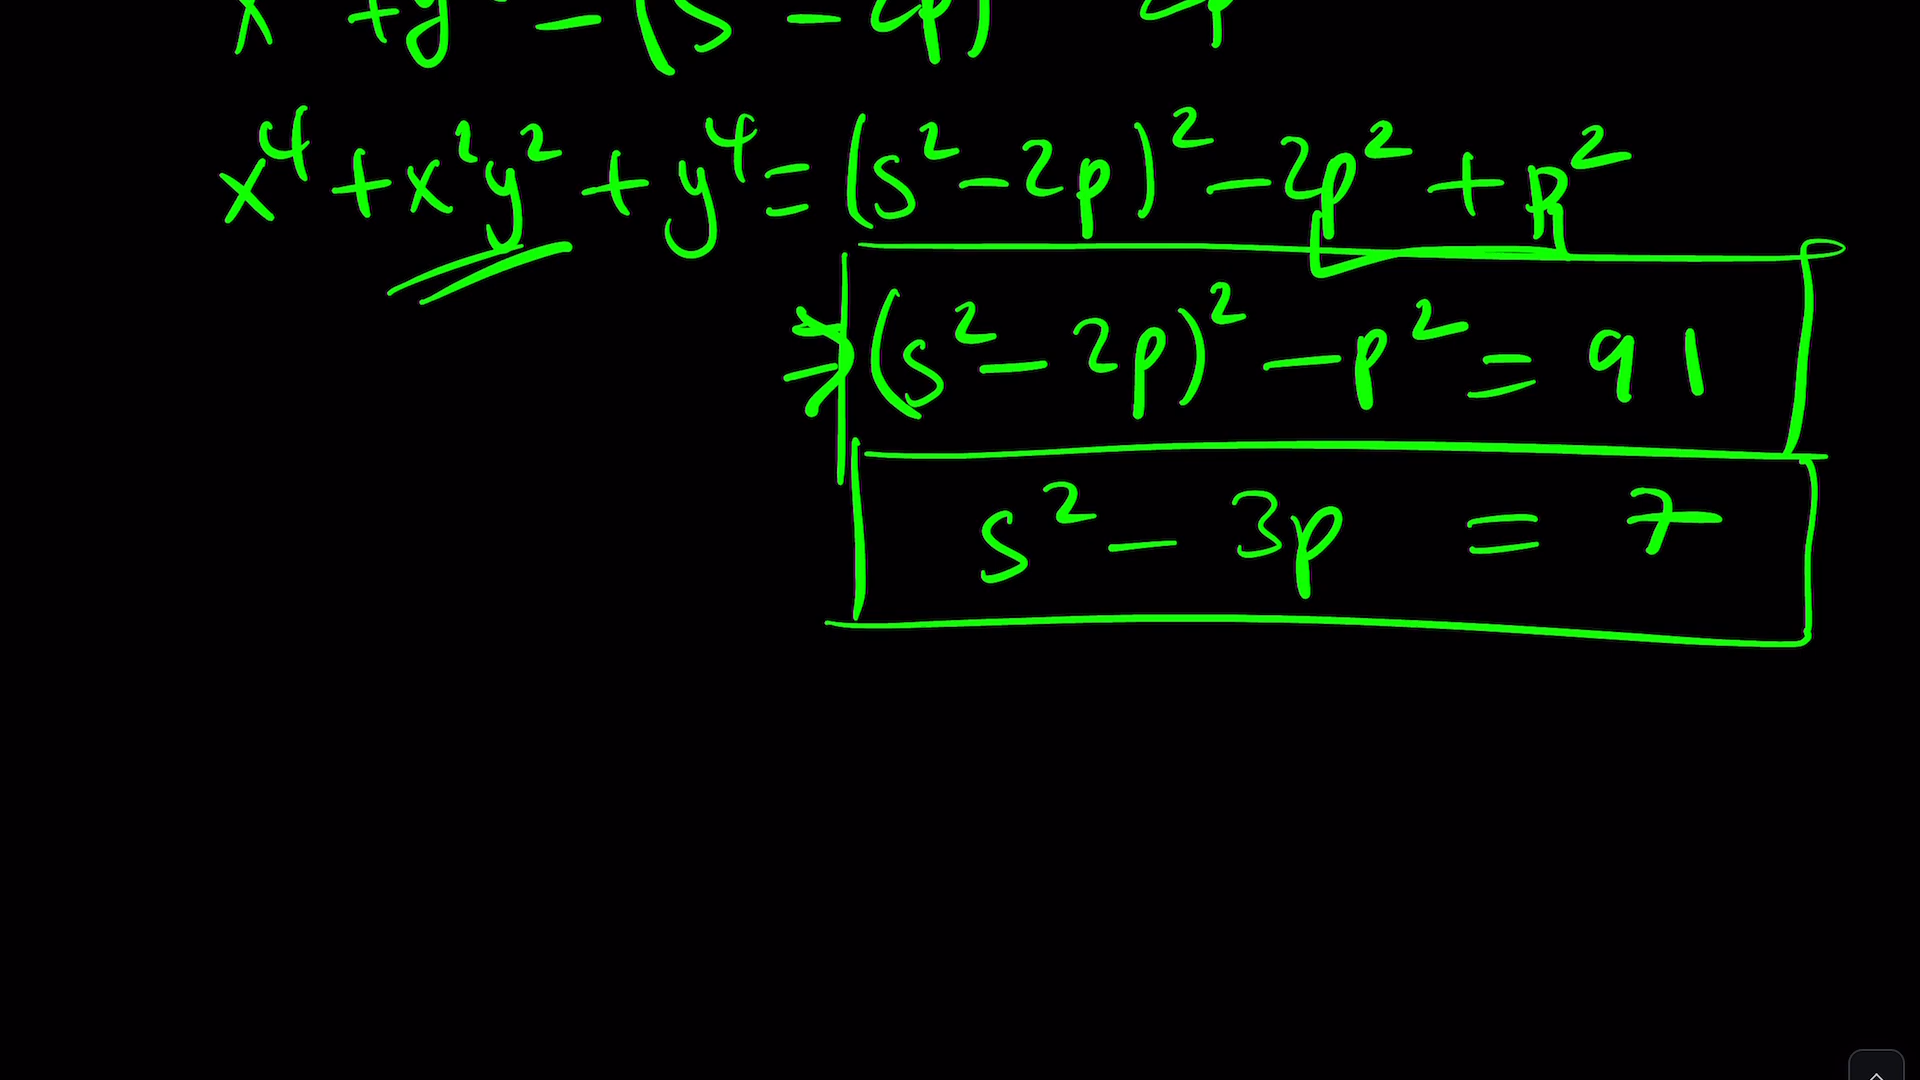 x⁴ + x²y² + y⁴ = (s² - 2p)² - 2p² + p²
⇒ (s² - 2p)² - p² = 91
s² - 3p = 7